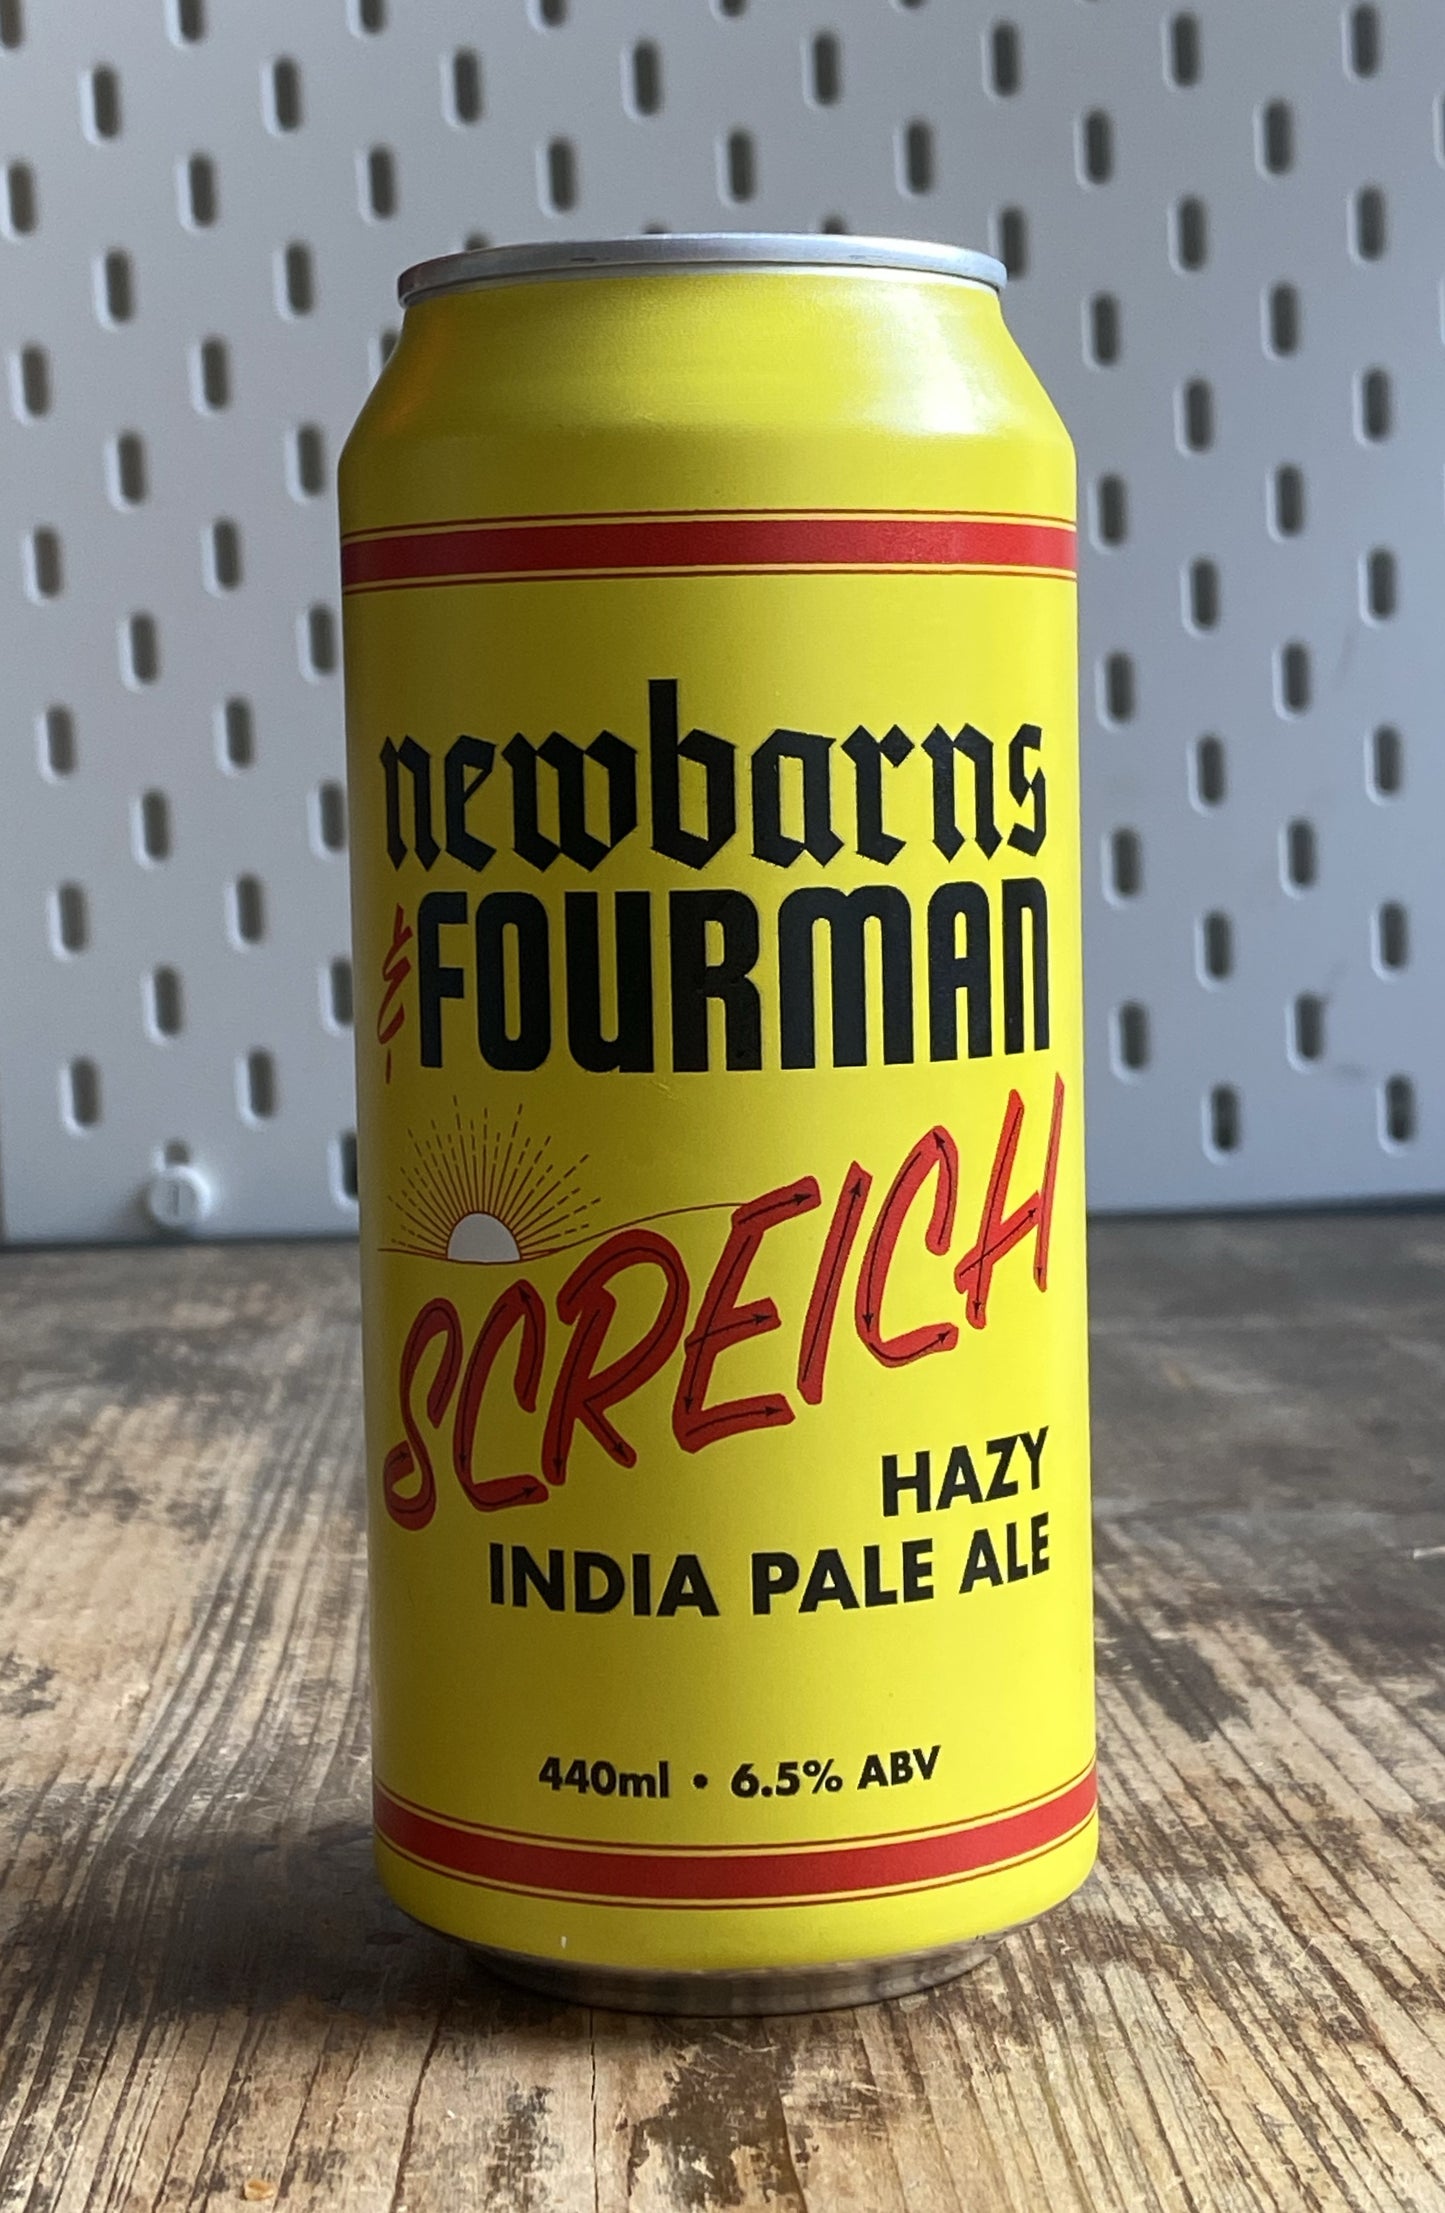 newbarns
& FOURMAN
SCREICH
HAZY
INDIA PALE ALE
440ml • 6.5% ABV